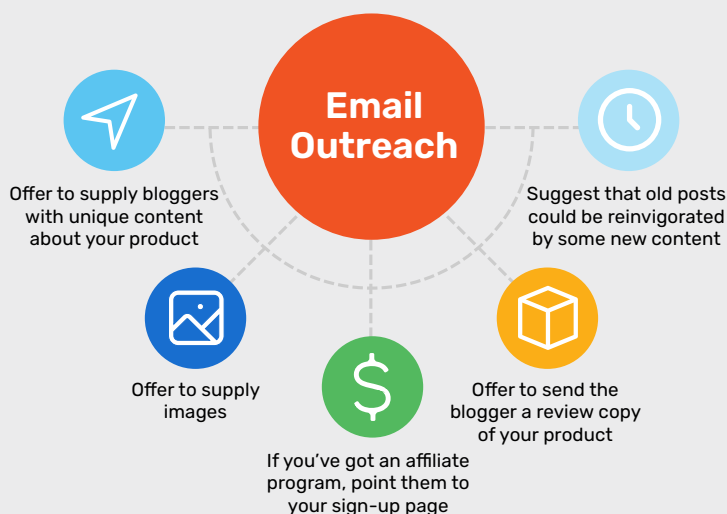 Email
Outreach
Offer to supply bloggers
with unique content
about your product
Suggest that old posts
could be reinvigorated
by some new content
Offer to supply
images
Offer to send the
blogger a review copy
of your product
If you’ve got an affiliate
program, point them to
your sign-up page